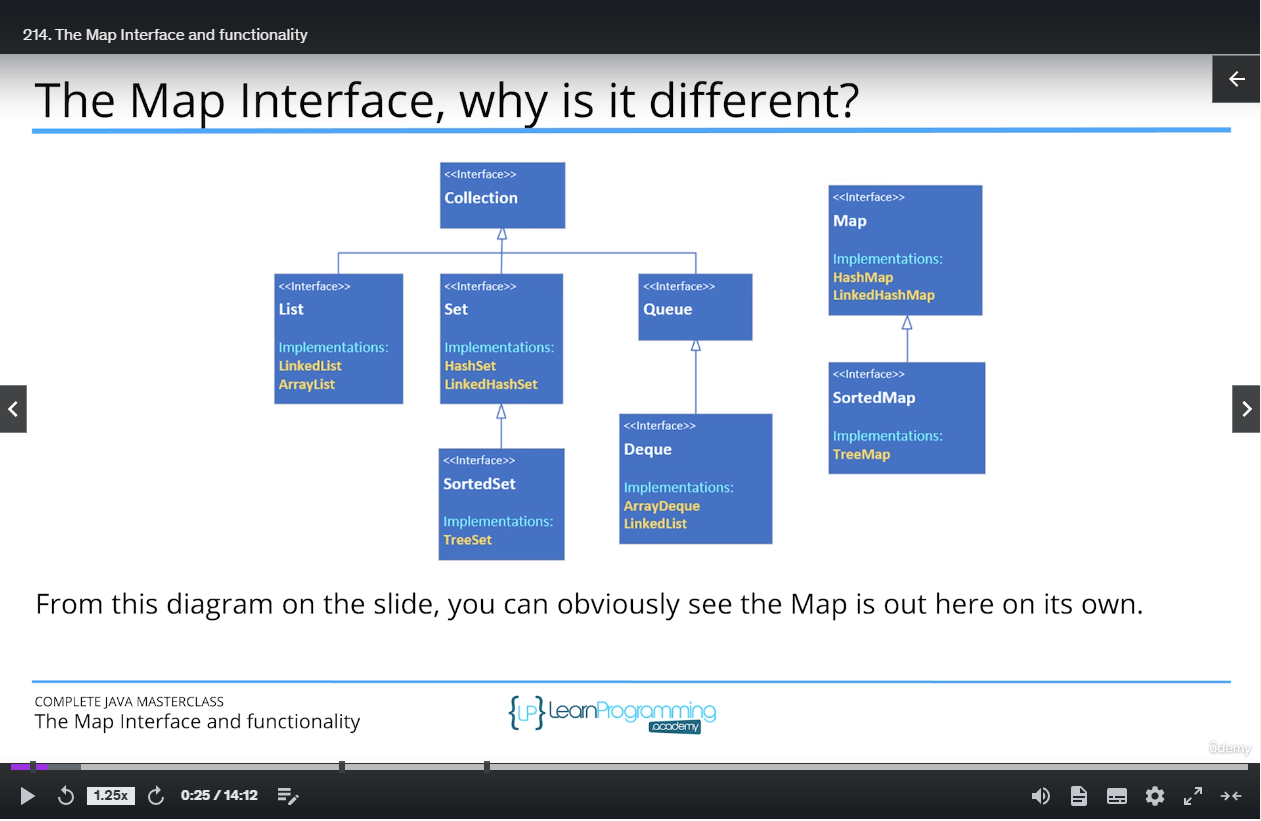 214. The Map Interface and functionality
The Map Interface, why is it different?
<<Interface>>
Collection
<<Interface>>
List
Implementations:
LinkedList
ArrayList
<<Interface>>
Set
Implementations:
HashSet
LinkedHashSet
<<Interface>>
SortedSet
Implementations:
TreeSet
<<Interface>>
Queue
<<Interface>>
Deque
Implementations:
ArrayDeque
LinkedList
<<Interface>>
Map
Implementations:
HashMap
LinkedHashMap
<<Interface>>
SortedMap
Implementations:
TreeMap
From this diagram on the slide, you can obviously see the Map is out here on its own.
COMPLETE JAVA MASTERCLASS
The Map Interface and functionality
{LP} LearnProgramming
.academy
ûdemy
1.25x
0:25 / 14:12